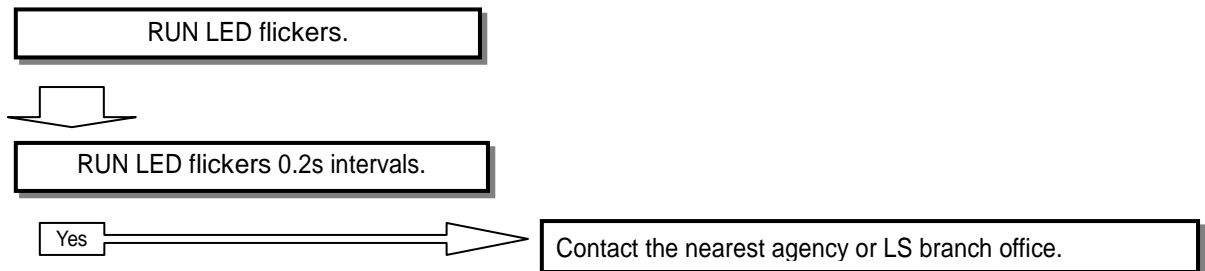 RUN LED flickers.
RUN LED flickers 0.2s intervals.
Yes
Contact the nearest agency or LS branch office.